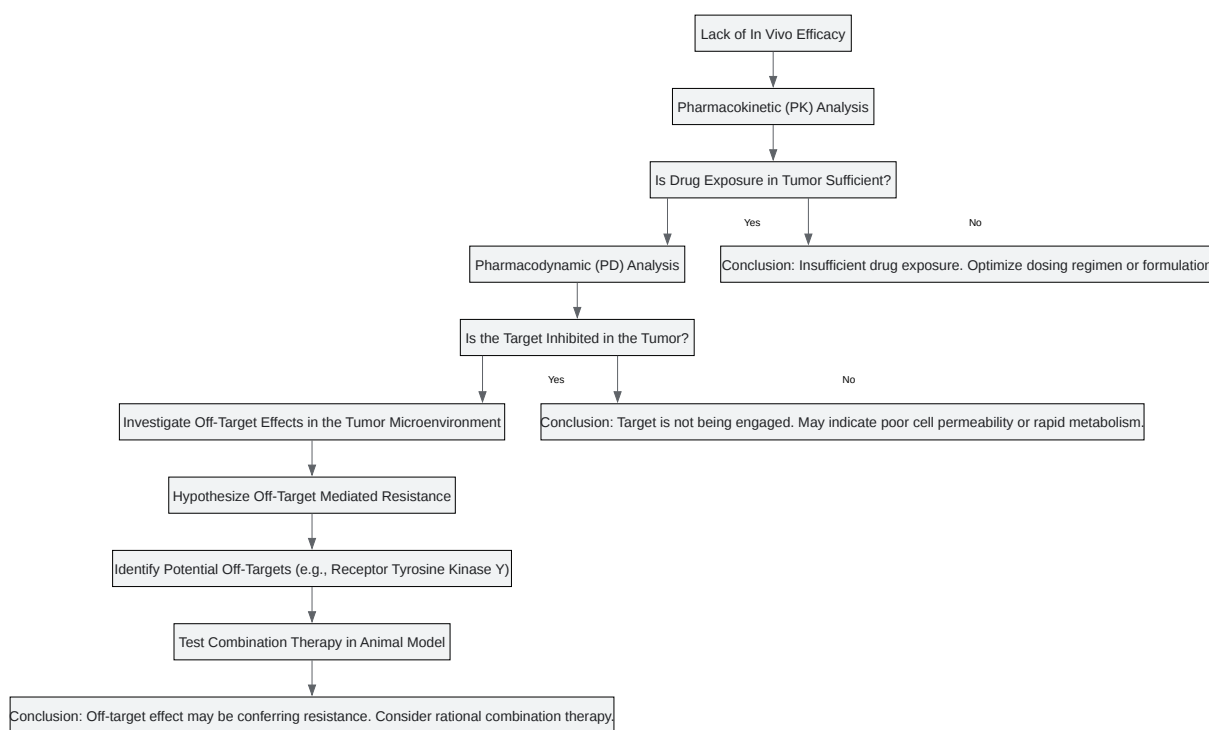 Lack of In Vivo Efficacy
Pharmacokinetic (PK) Analysis
Is Drug Exposure in Tumor Sufficient?
Yes
No
Pharmacodynamic (PD) Analysis
Conclusion: Insufficient drug exposure. Optimize dosing regimen or formulation
Is the Target Inhibited in the Tumor?
Yes
No
Investigate Off-Target Effects in the Tumor Microenvironment
Conclusion: Target is not being engaged. May indicate poor cell permeability or rapid metabolism.
Hypothesize Off-Target Mediated Resistance
Identify Potential Off-Targets (e.g., Receptor Tyrosine Kinase Y)
Test Combination Therapy in Animal Model
Conclusion: Off-target effect may be conferring resistance. Consider rational combination therapy.